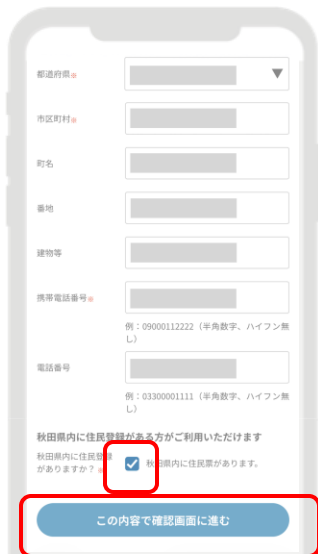 都道府県※
▼
市区町村※
町名
番地
建物等
携帯電話番号※
例：09000112222（半角数字、ハイフン無
し）
電話番号
例：03300001111（半角数字、ハイフン無
し）
秋田県内に住民登録がある方がご利用いただけます
秋田県内に住民登録
がありますか？※
秋田県内に住民票があります。
この内容で確認画面に進む